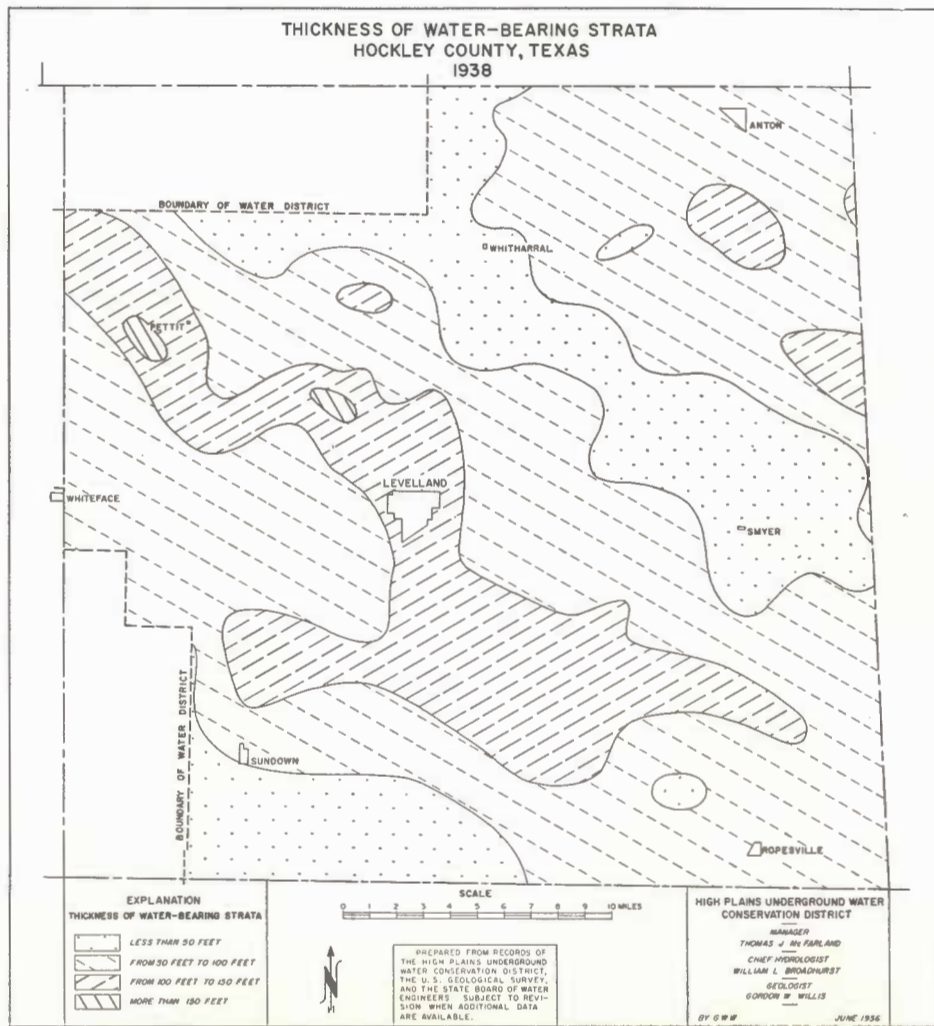 THICKNESS OF WATER-BEARING STRATA
HOCKLEY COUNTY, TEXAS
1938
ANTON
BOUNDARY OF WATER DISTRICT
WHITHARRAL
PETTIT
LEVELLAND
WHITEFACE
SMYER
BOUNDARY OF WATER DISTRICT
SUNDOWN
ROPESVILLE
EXPLANATION
THICKNESS OF WATER-BEARING STRATA
LESS THAN 50 FEET
FROM 50 FEET TO 100 FEET
FROM 100 FEET TO 150 FEET
MORE THAN 150 FEET
SCALE
0 1 2 3 4 5 6 7 8 9 10 MILES
N
PREPARED FROM RECORDS OF
THE HIGH PLAINS UNDERGROUND
WATER CONSERVATION DISTRICT,
THE U.S. GEOLOGICAL SURVEY,
AND THE STATE BOARD OF WATER
ENGINEERS SUBJECT TO REVI-
SION WHEN ADDITIONAL DATA
ARE AVAILABLE.
HIGH PLAINS UNDERGROUND WATER
CONSERVATION DISTRICT
MANAGER
THOMAS J McFARLAND
CHIEF HYDROLOGIST
WILLIAM L BROADHURST
GEOLOGIST
GORDON W WILLIS
BY G W W JUNE 1956